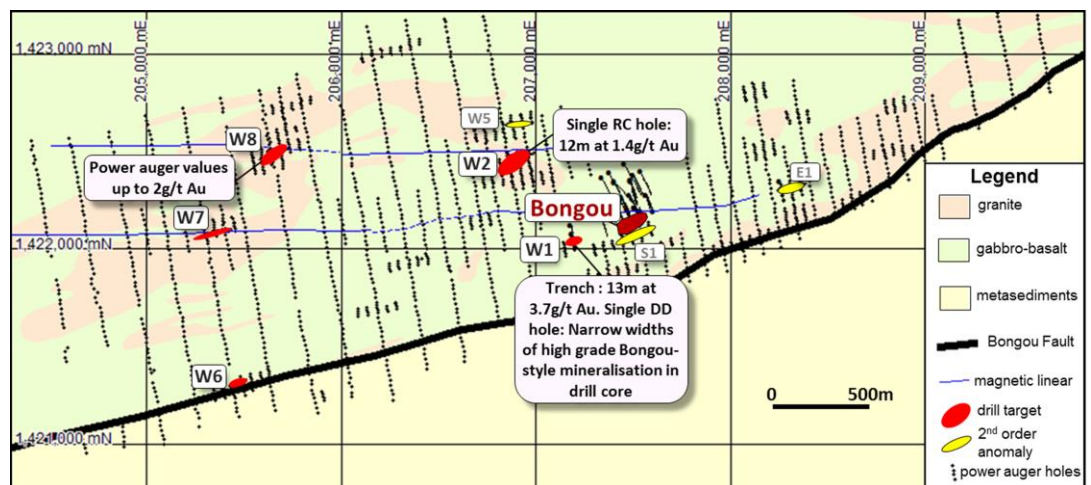 205,000 mE
206,000 mE
207,000 mE
208,000 mE
209,000 mE
1,423,000 mN
W5
Single RC hole:
12m at 1.4g/t Au
W8
W2
Power auger values
up to 2g/t Au
E1
Bongou
W7
W1
S1
1,422,000 mN
Trench : 13m at
3.7g/t Au. Single DD
hole: Narrow widths
of high grade Bongou-
style mineralisation in
drill core
W6
0 500m
1,421,000 mN
Legend
granite
gabbro-basalt
metasediments
Bongou Fault
magnetic linear
drill target
2nd order
anomaly
power auger holes